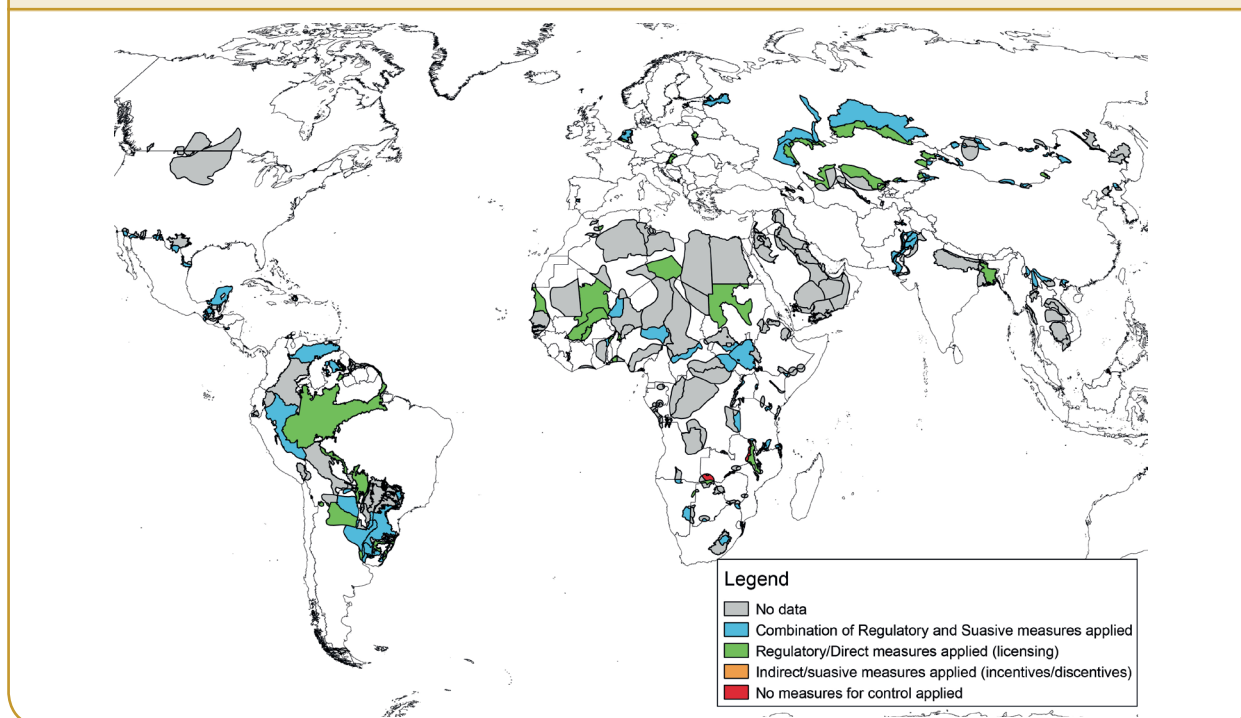 Legend
No data
Combination of Regulatory and Suasive measures applied
Regulatory/Direct measures applied (licensing)
Indirect/suasive measures applied (incentives/discentives)
No measures for control applied